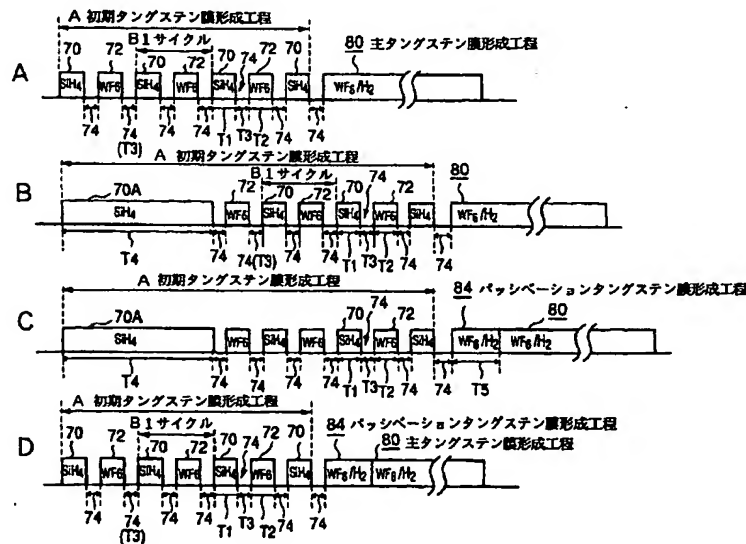 A 初期タングステン膜形成工程
70 72 B1サイクル 70 72 70 74 72 70 80 主タングステン膜形成工程
A SiH4 WF6 SiH4 WF6 SiH4 WF6 SiH4 WF6/H2
74 74 74 74 74 74 74
(T3) T1 T3 T2
A 初期タングステン膜形成工程
B 70A 72 B1サイクル 70 72 70 74 72 80
SiH4 WF6 SiH4 WF6 SiH4 WF6 SiH4 WF6/H2
T4 74 74(T3) 74 74 T1 T3 T2 74 74
A 初期タングステン膜形成工程
84 パッシベーションタングステン膜形成工程
C 70A 70 74 72 80
SiH4 WF6 SiH4 WF6 SiH4 WF6 SiH4 WF6/H2 WF6/H2
T4 74 74 74 74 T1 T3 T2 74 74 T5
A 初期タングステン膜形成工程
84 パッシベーションタングステン膜形成工程
D 70 72 B1サイクル 70 74 72 70 80 主タングステン膜形成工程
SiH4 WF6 SiH4 WF6 SiH4 WF6 SiH4 WF6/H2 WF6/H2
74 74 74 74 74 74
(T3) T1 T3 T2